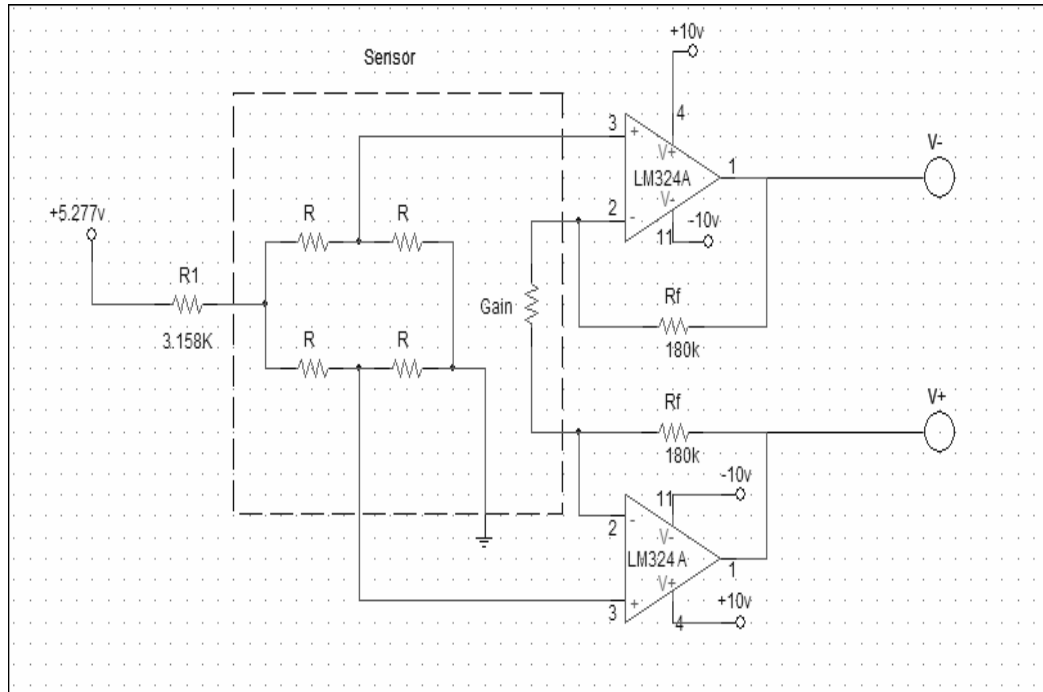 +10v
Sensor
4
3
+
V+
1
V-
LM324A
V-
2
-
-10v
11
+5.277v
R
R
R1
Gain
Rf
3.158K
180k
R
R
Rf
V+
180k
-10v
11
2
-
V-
LM324A
1
V+
+10v
3
+
4